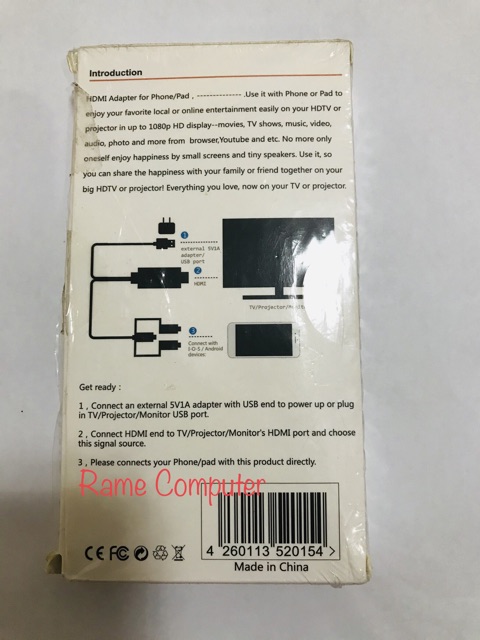 Introduction
HDMI Adapter for Phone/Pad , -------------- .Use it with Phone or Pad to
enjoy your favorite local or online entertainment easily on your HDTV or
projector in up to 1080p HD display--movies, TV shows, music, video,
audio, photo and more from browser,Youtube and etc. No more only
oneself enjoy happiness by small screens and tiny speakers. Use it, so
you can share the happiness with your family or friend together on your
big HDTV or projector! Everything you love, now on your TV or projector.
1
external 5V1A
adapter/
USB port
2
HDMI
TV/Projector/Monitor
3
Connect with
I-O-S / Android
devices:
Get ready :
1 , Connect an external 5V1A adapter with USB end to power up or plug
in TV/Projector/Monitor USB port.
2 , Connect HDMI end to TV/Projector/Monitor's HDMI port and choose
this signal source.
3 , Please connects your Phone/pad with this product directly.
Rame Computer
CE FC
4 260113 520154 >
Made in China